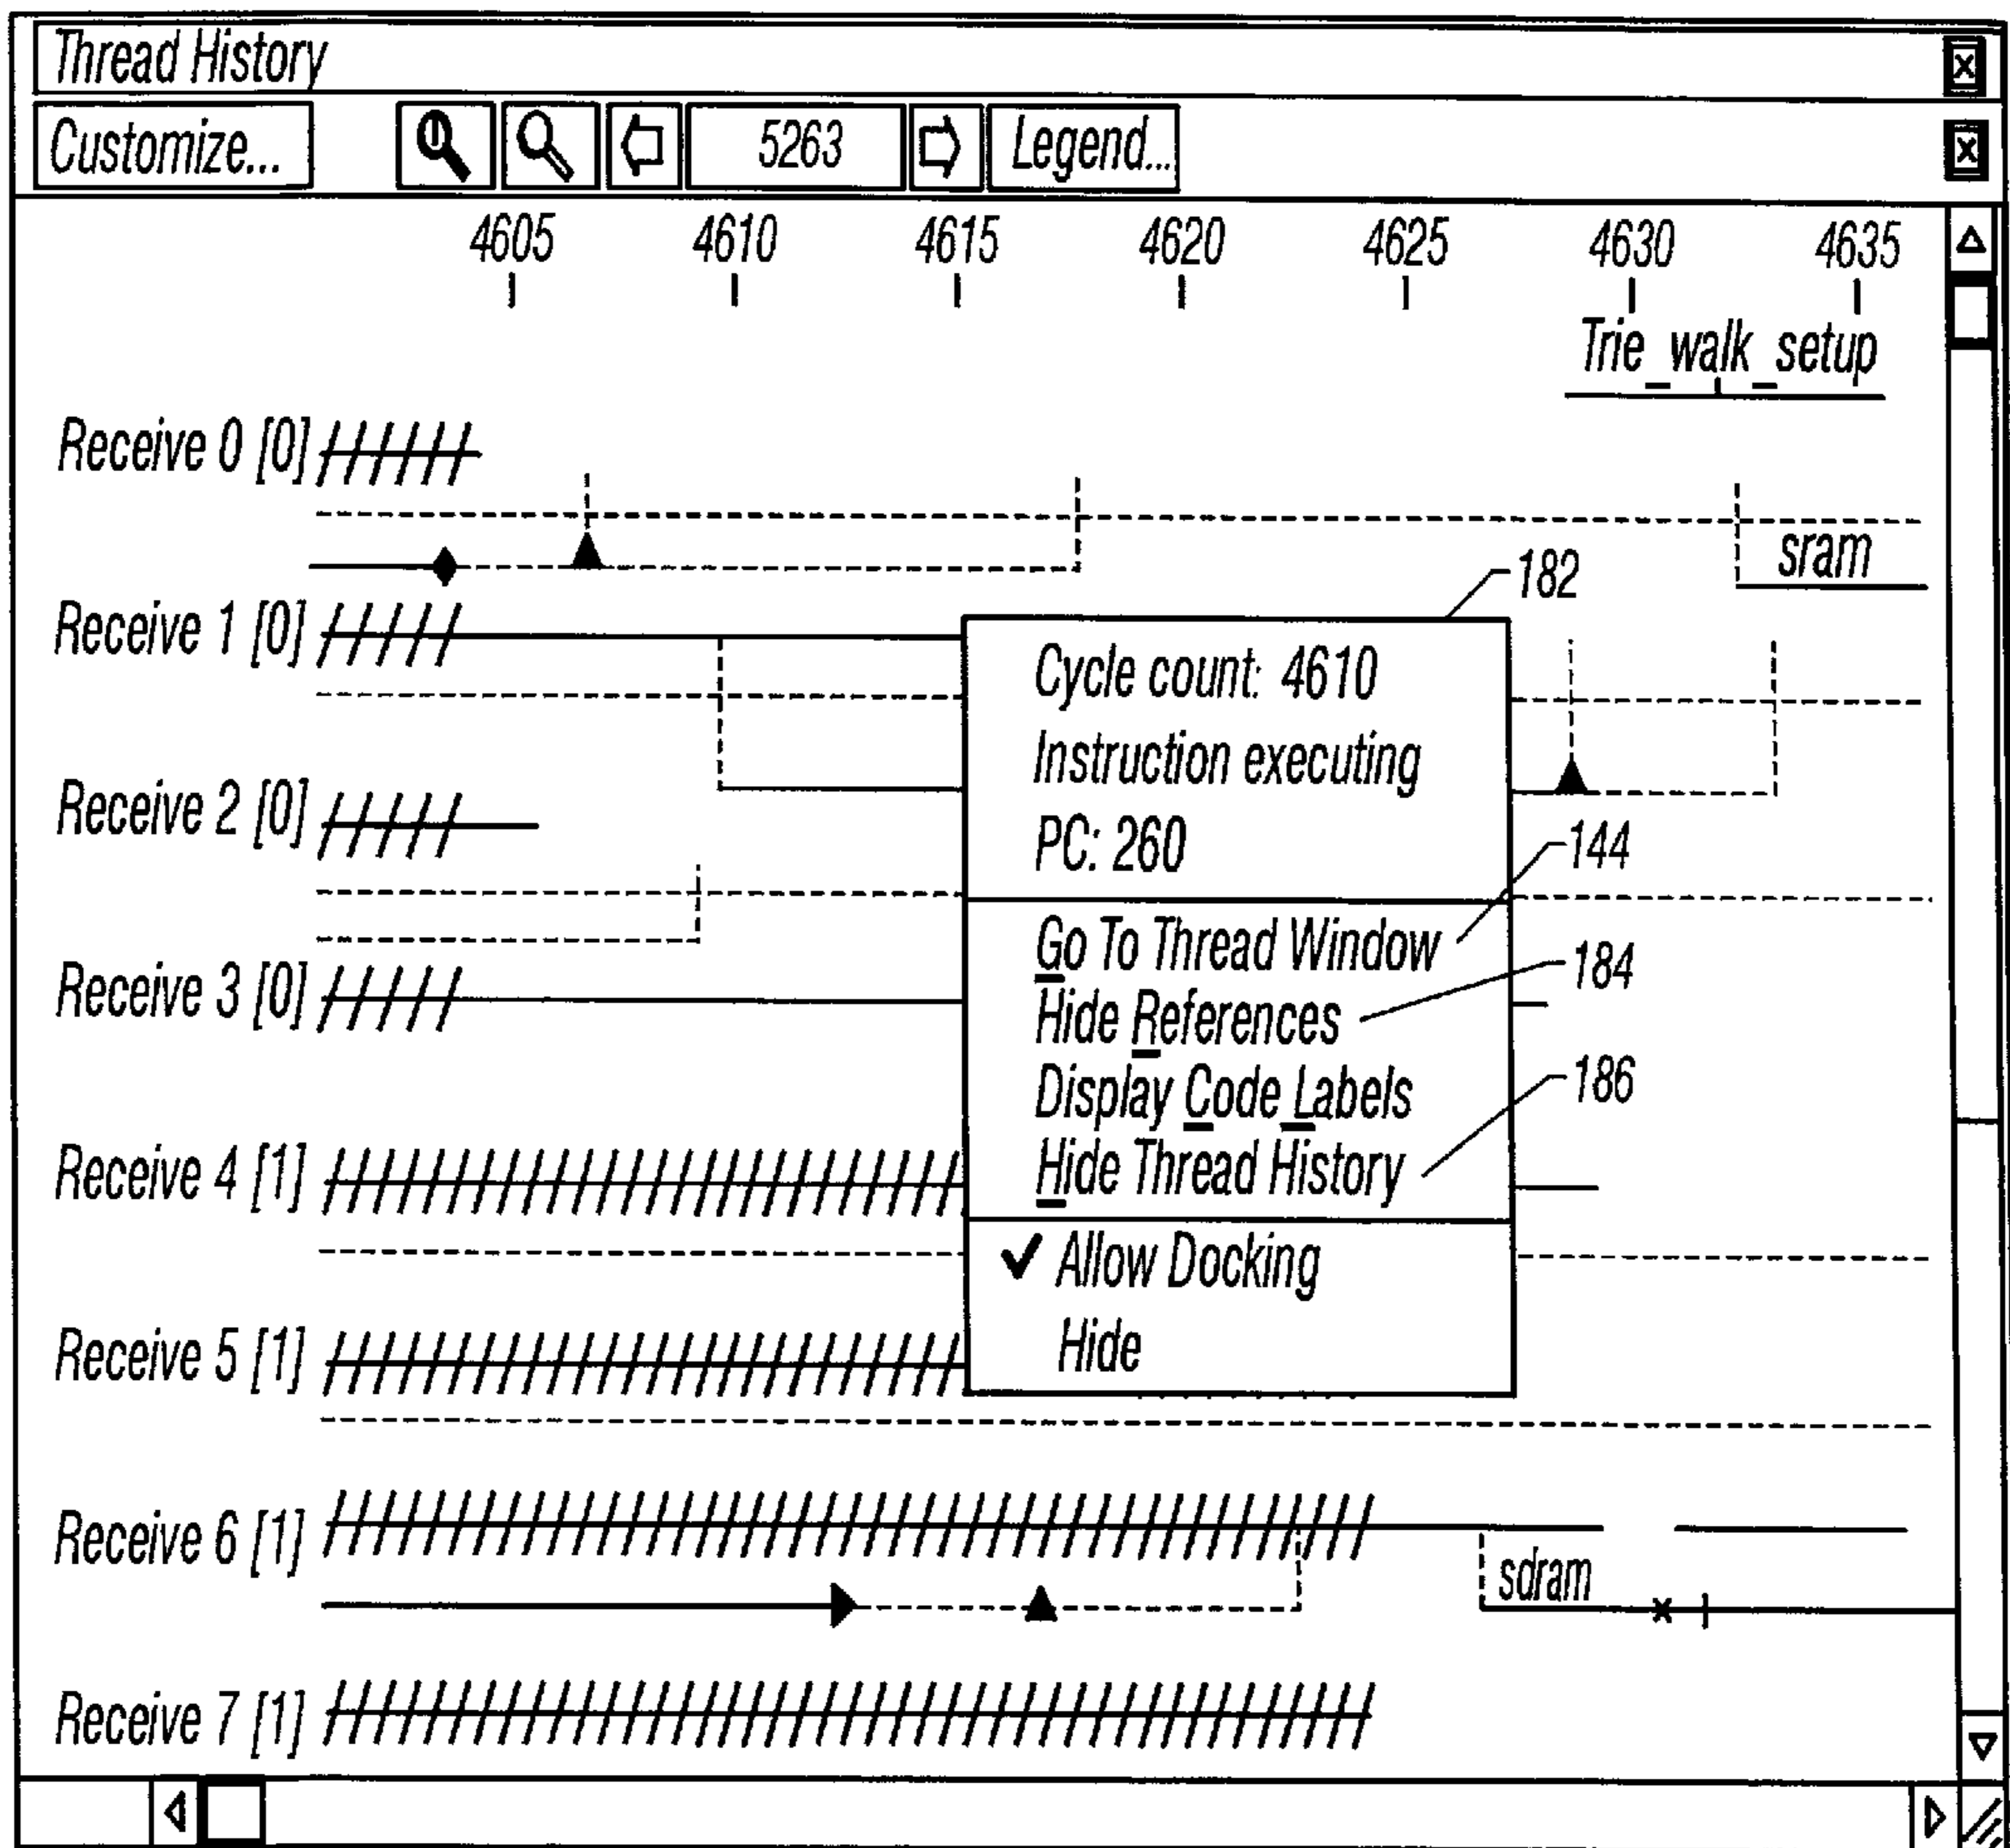 Thread History
Customize... 5263 Legend...
4605 4610 4615 4620 4625 4630 4635
Trie_walk_setup
Receive 0 [0]
sram
182
Receive 1 [0]
Cycle count: 4610
Instruction executing
Receive 2 [0]
PC: 260
144
Go To Thread Window
184
Receive 3 [0]
Hide References
Display Code Labels
186
Receive 4 [1]
Hide Thread History
Allow Docking
Receive 5 [1]
Hide
Receive 6 [1]
sdram
Receive 7 [1]